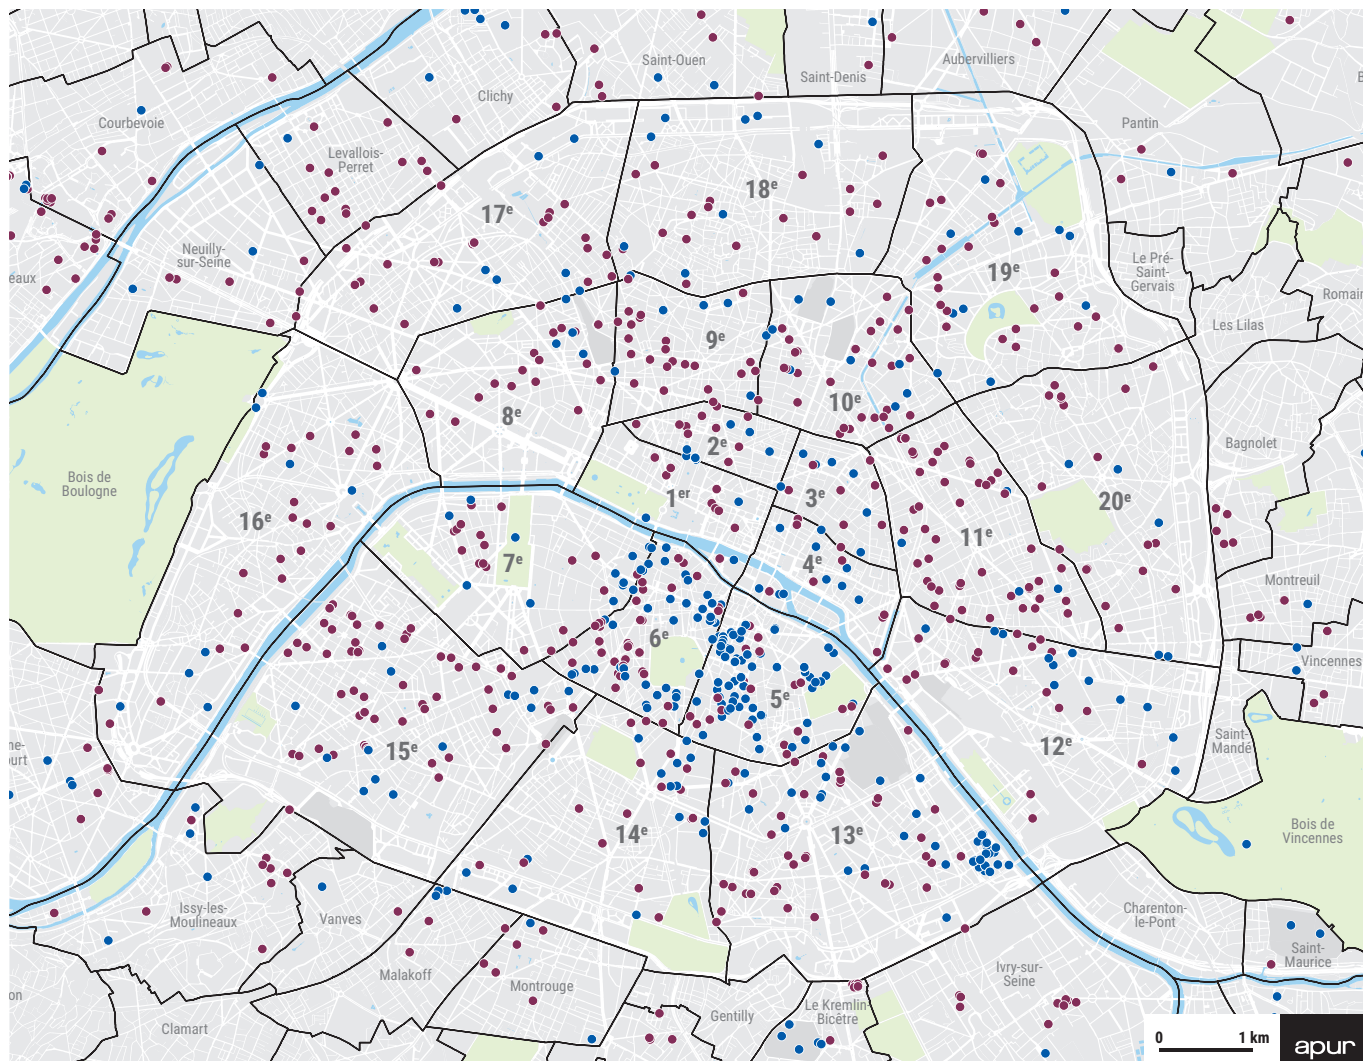 Saint-Ouen
Saint-Denis
Aubervilliers
Clichy
Courbevoie
Pantin
Levallois-
Perret
18e
17e
Neuilly-
sur-Seine
Le Pré-
Saint-
Gervais
19e
eaux
Romain
Les Lilas
9e
10e
8e
2e
Bagnolet
Bois de
Boulogne
1er
3e
20e
16e
11e
7e
4e
Montreuil
6e
Vincennes
5e
ne-
ourt
15e
12e
Saint-
Mandé
14e
13e
Bois de
Vincennes
Issy-les-
Moulineaux
Vanves
Charenton-
le-Pont
Saint-
Maurice
Malakoff
Ivry-sur-
Seine
on
Montrouge
Gentilly
Le Kremlin-
Bicêtre
Clamart
0 1 km
apur